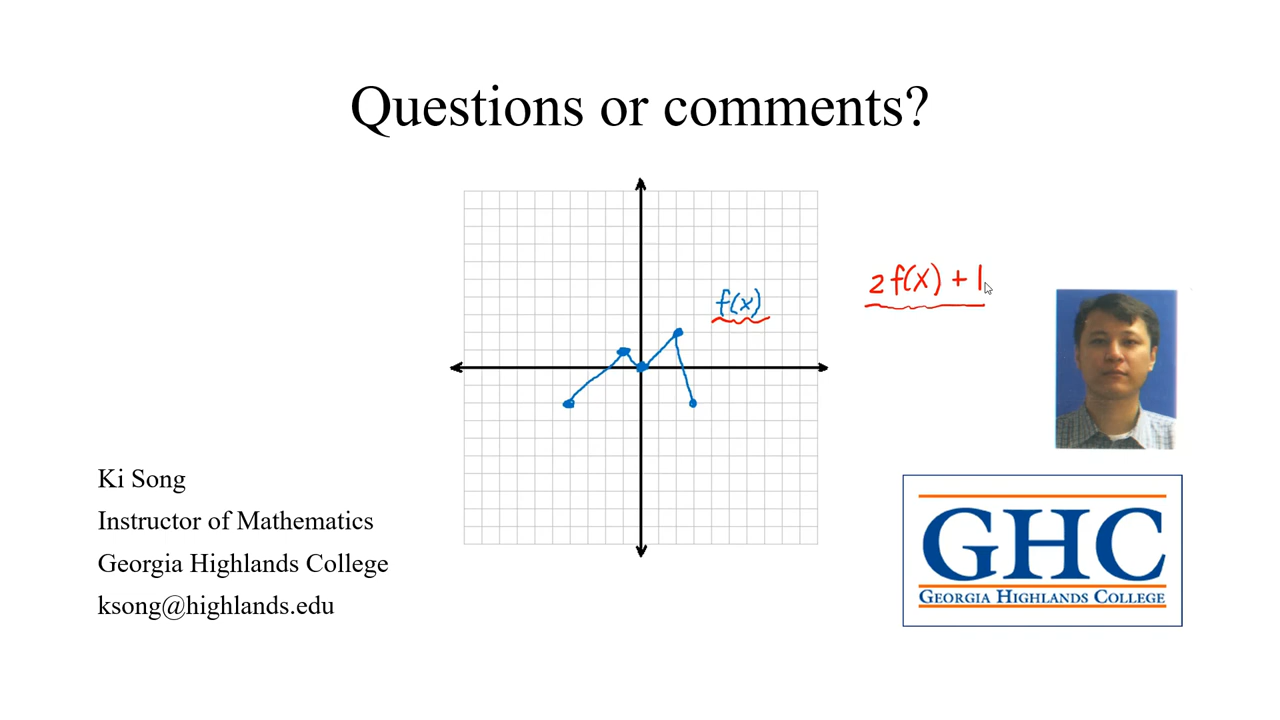 Questions or comments?
f(x)
2f(x) + 1
Ki Song
Instructor of Mathematics
Georgia Highlands College
ksong@highlands.edu
GHC
GEORGIA HIGHLANDS COLLEGE